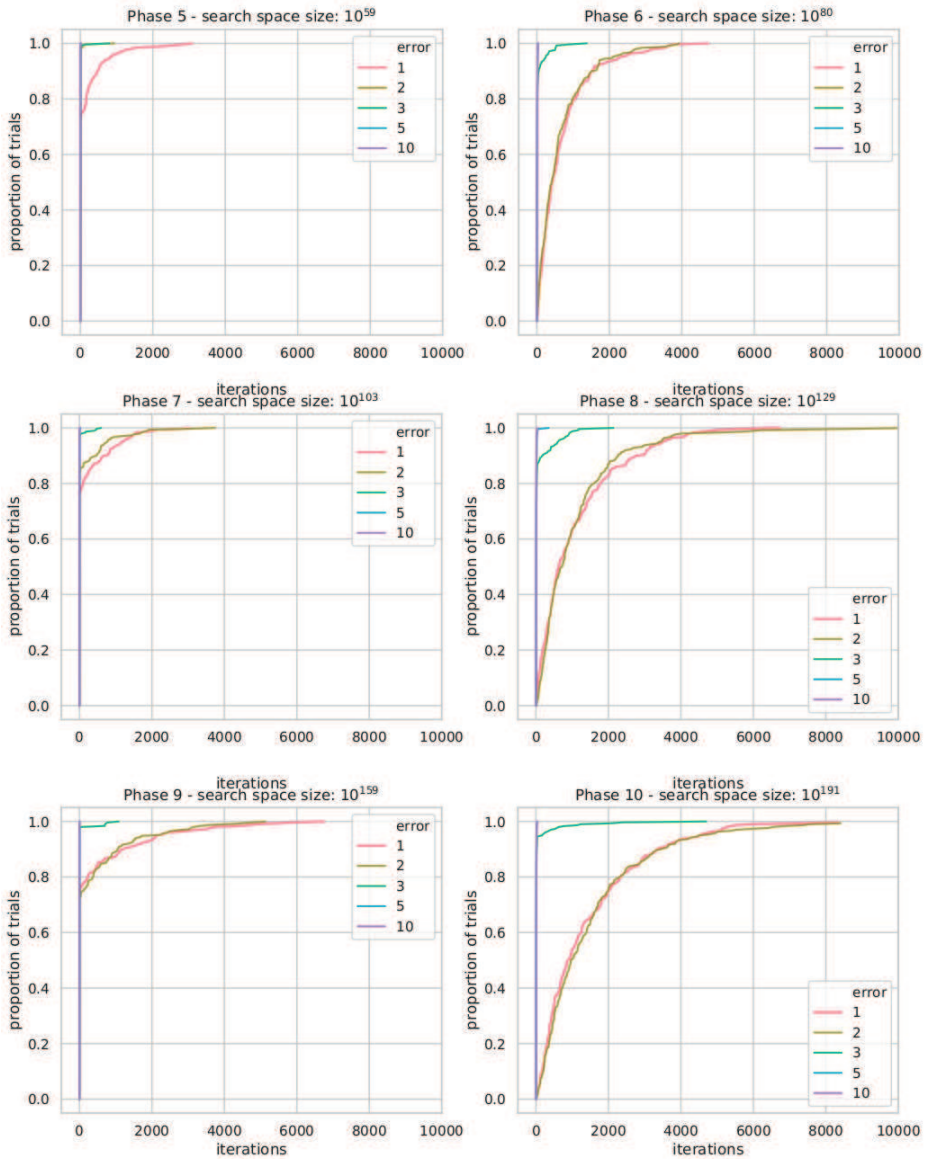 Phase 5 - search space size: 10^59
proportion of trials
1.0
0.8
0.6
0.4
0.2
0.0
error
1
2
3
5
10
0 2000 4000 6000 8000 10000
iterations
Phase 6 - search space size: 10^80
proportion of trials
1.0
0.8
0.6
0.4
0.2
0.0
error
1
2
3
5
10
0 2000 4000 6000 8000 10000
iterations
Phase 7 - search space size: 10^103
proportion of trials
1.0
0.8
0.6
0.4
0.2
0.0
error
1
2
3
5
10
0 2000 4000 6000 8000 10000
iterations
Phase 8 - search space size: 10^129
proportion of trials
1.0
0.8
0.6
0.4
0.2
0.0
error
1
2
3
5
10
0 2000 4000 6000 8000 10000
iterations
Phase 9 - search space size: 10^159
proportion of trials
1.0
0.8
0.6
0.4
0.2
0.0
error
1
2
3
5
10
0 2000 4000 6000 8000 10000
iterations
Phase 10 - search space size: 10^191
proportion of trials
1.0
0.8
0.6
0.4
0.2
0.0
error
1
2
3
5
10
0 2000 4000 6000 8000 10000
iterations